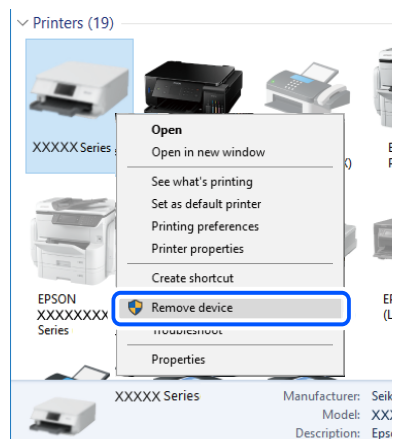 Printers (19)
XXXXX Series
Open
Open in new window
See what's printing
Set as default printer
Printing preferences
Printer properties
Create shortcut
Remove device
Troubleshoot
Properties
EPSON
XXXXXXXX
Series
XXXXX Series
Manufacturer:
Model:
Description: